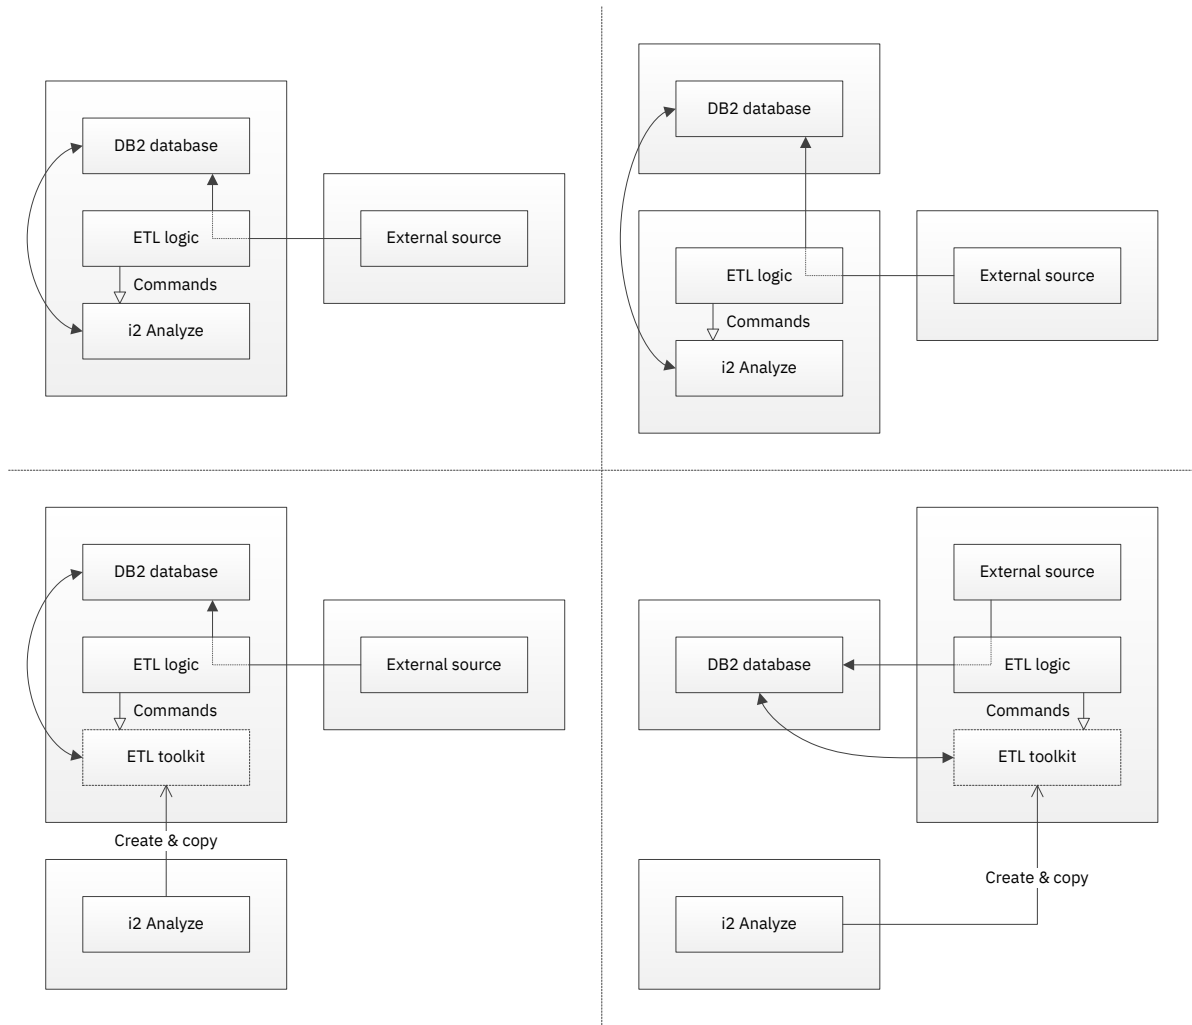 DB2 database
ETL logic
External source
Commands
i2 Analyze
DB2 database
ETL logic
External source
Commands
i2 Analyze
DB2 database
ETL logic
External source
Commands
ETL toolkit
Create & copy
i2 Analyze
External source
DB2 database
ETL logic
Commands
ETL toolkit
Create & copy
i2 Analyze